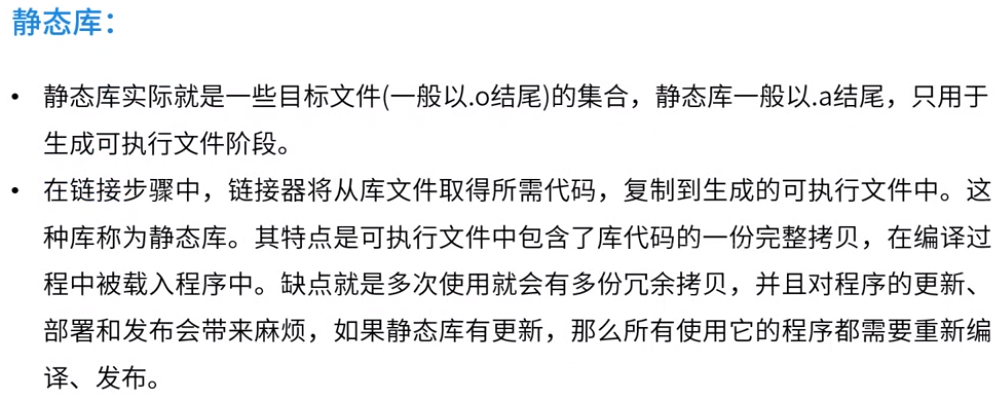 静态库：
• 静态库实际就是一些目标文件(一般以.o结尾)的集合，静态库一般以.a结尾，只用于
生成可执行文件阶段。
• 在链接步骤中，链接器将从库文件取得所需代码，复制到生成的可执行文件中。这
种库称为静态库。其特点是可执行文件中包含了库代码的一份完整拷贝，在编译过
程中被载入程序中。缺点就是多次使用就会有多份冗余拷贝，并且对程序的更新、
部署和发布会带来麻烦，如果静态库有更新，那么所有使用它的程序都需要重新编
译、发布。